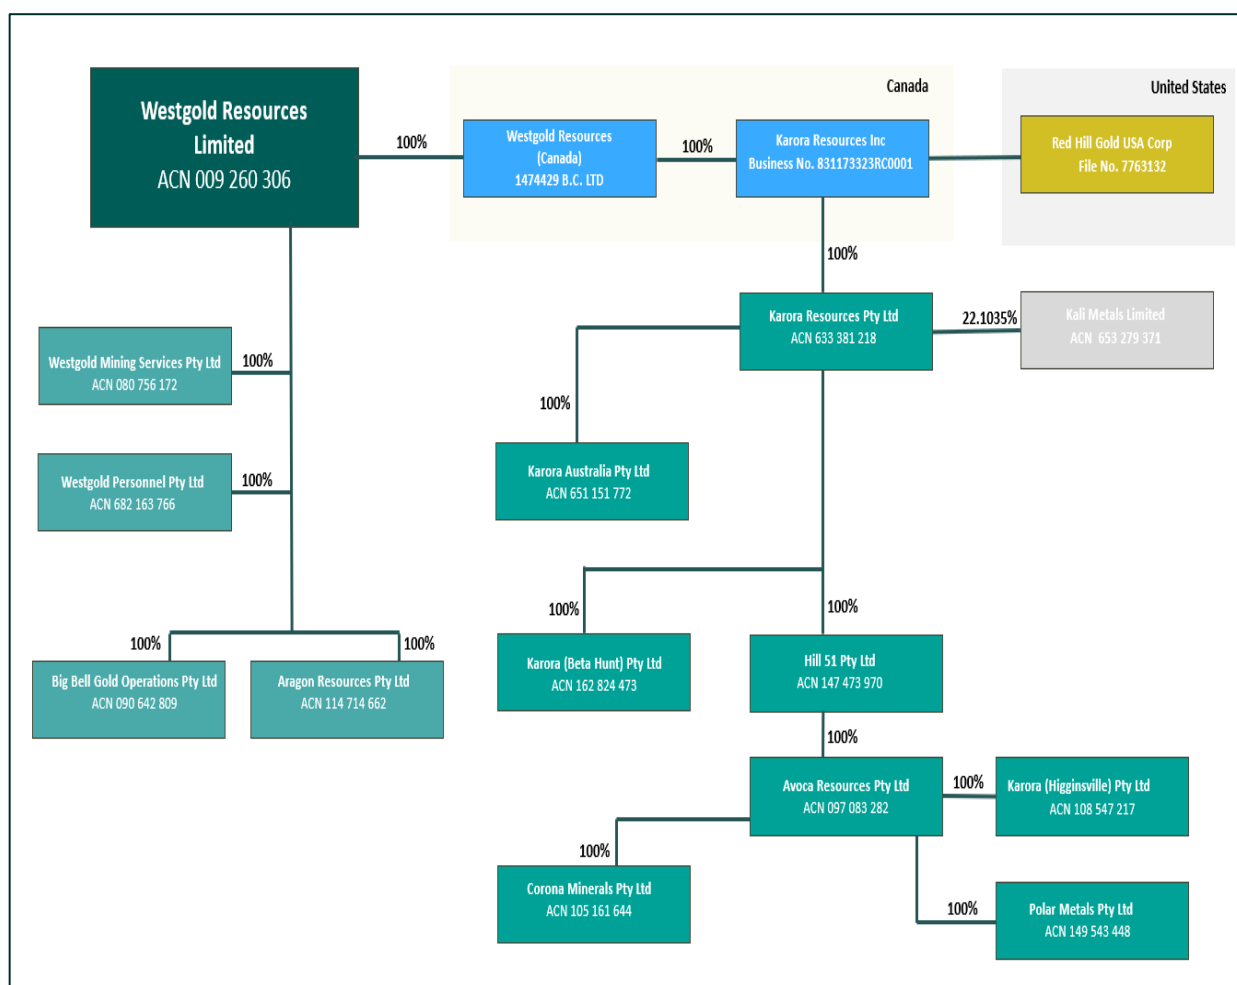 Westgold Resources
Limited
ACN 009 260 306
100%
Canada
Westgold Resources
(Canada)
1474429 B.C. LTD
100%
Karora Resources Inc
Business No. 831173323RC0001
United States
Red Hill Gold USA Corp
File No. 7763132
100%
Karora Resources Pty Ltd
ACN 633 381 218
22.1035%
Kali Metals Limited
ACN 653 279 371
Westgold Mining Services Pty Ltd
ACN 080 756 172
100%
100%
Karora Australia Pty Ltd
ACN 651 151 772
Westgold Personnel Pty Ltd
ACN 682 163 766
100%
100%
Big Bell Gold Operations Pty Ltd
ACN 090 642 809
100%
Aragon Resources Pty Ltd
ACN 114 714 662
100%
Karora (Beta Hunt) Pty Ltd
ACN 162 824 473
100%
Hill 51 Pty Ltd
ACN 147 473 970
100%
Avoca Resources Pty Ltd
ACN 097 083 282
100%
Karora (Higginsville) Pty Ltd
ACN 108 547 217
100%
Corona Minerals Pty Ltd
ACN 105 161 644
100%
Polar Metals Pty Ltd
ACN 149 543 448